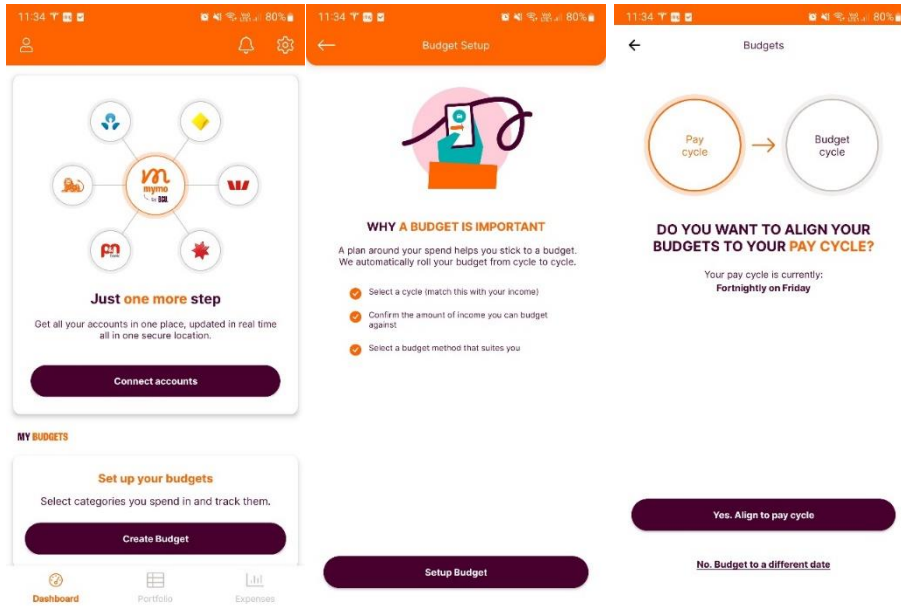 11:34
80%
Just one more step
Get all your accounts in one place, updated in real time
all in one secure location.
Connect accounts
MY BUDGETS
Set up your budgets
Select categories you spend in and track them.
Create Budget
Dashboard
Portfolio
Expenses
mymo
by BCU
11:34
80%
Budget Setup
WHY A BUDGET IS IMPORTANT
A plan around your spend helps you stick to a budget.
We automatically roll your budget from cycle to cycle.
Select a cycle (match this with your income)
Confirm the amount of income you can budget
against
Select a budget method that suites you
Setup Budget
11:34
80%
Budgets
Pay
cycle
Budget
cycle
DO YOU WANT TO ALIGN YOUR
BUDGETS TO YOUR PAY CYCLE?
Your pay cycle is currently:
Fortnightly on Friday
Yes. Align to pay cycle
No. Budget to a different date